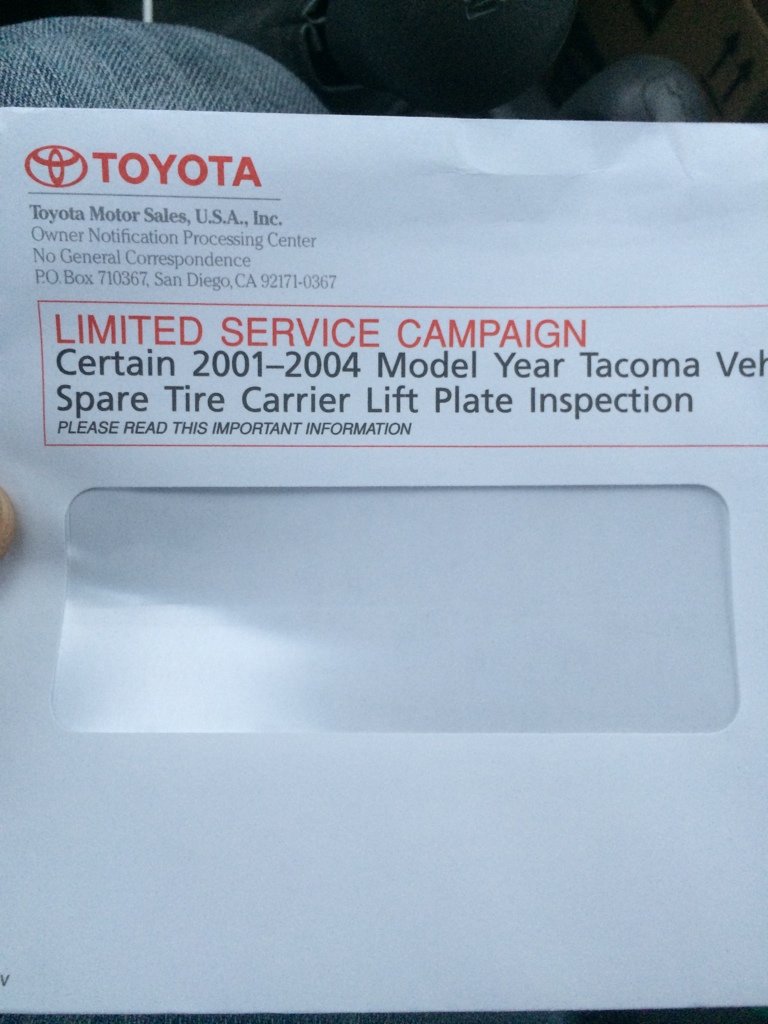 TOYOTA
Toyota Motor Sales, U.S.A., Inc.
Owner Notification Processing Center
No General Correspondence
P.O. Box 710367, San Diego, CA 92171-0367
LIMITED SERVICE CAMPAIGN
Certain 2001–2004 Model Year Tacoma Veh
Spare Tire Carrier Lift Plate Inspection
PLEASE READ THIS IMPORTANT INFORMATION
V